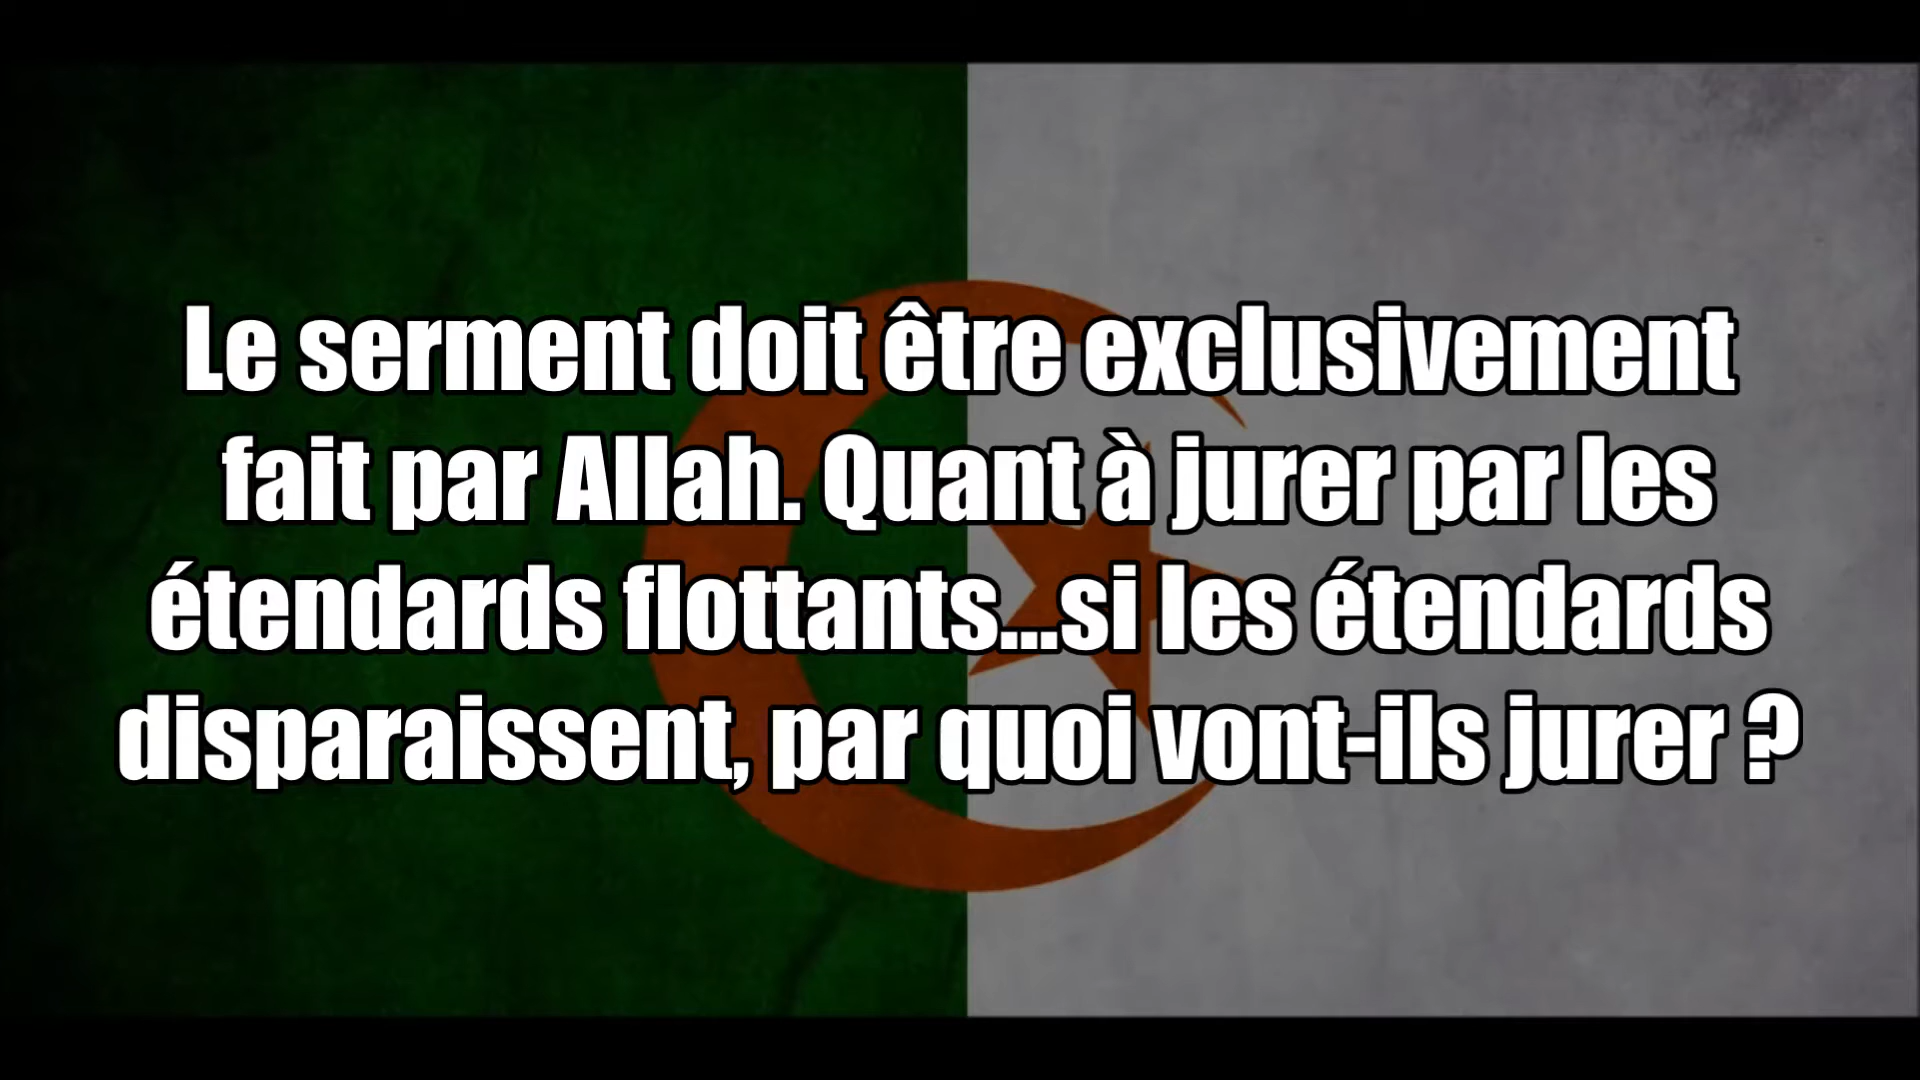 Le serment doit être exclusivement
fait par Allah. Quant à jurer par les
étendards flottants...si les étendards
disparaissent, par quoi vont-ils jurer ?